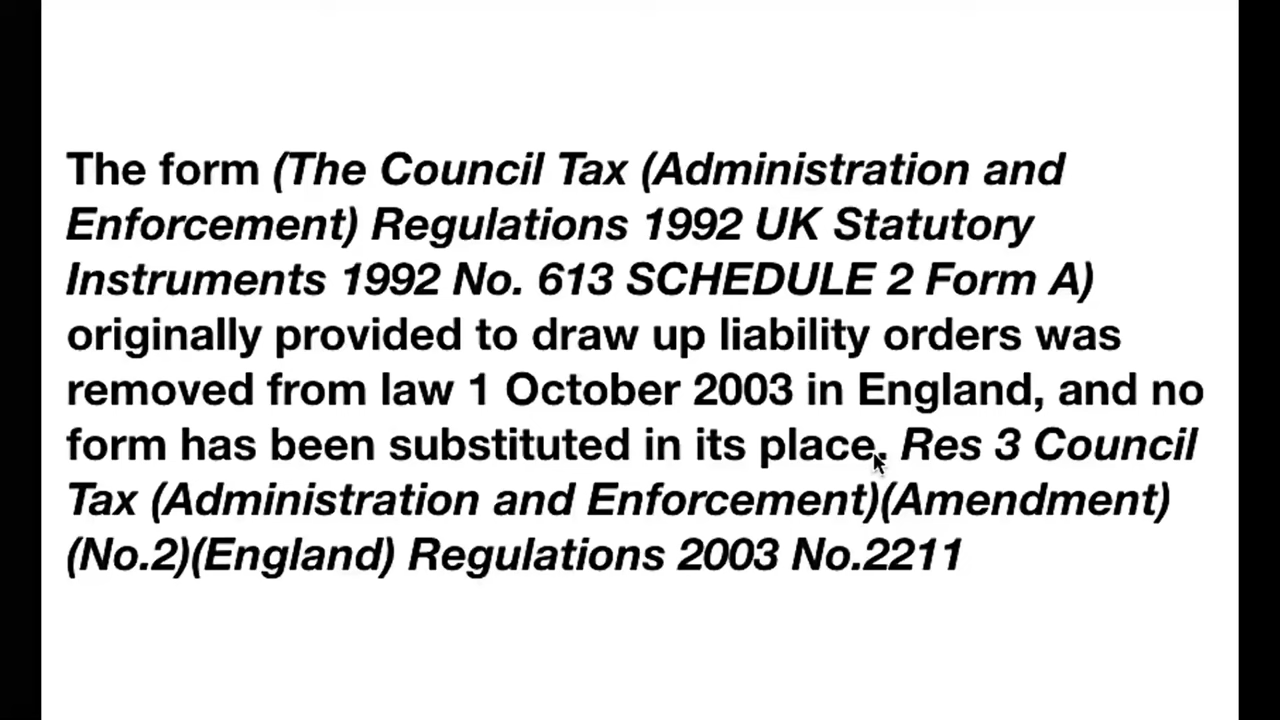 The form (The Council Tax (Administration and
Enforcement) Regulations 1992 UK Statutory
Instruments 1992 No. 613 SCHEDULE 2 Form A)
originally provided to draw up liability orders was
removed from law 1 October 2003 in England, and no
form has been substituted in its place. Res 3 Council
Tax (Administration and Enforcement)(Amendment)
(No.2)(England) Regulations 2003 No.2211